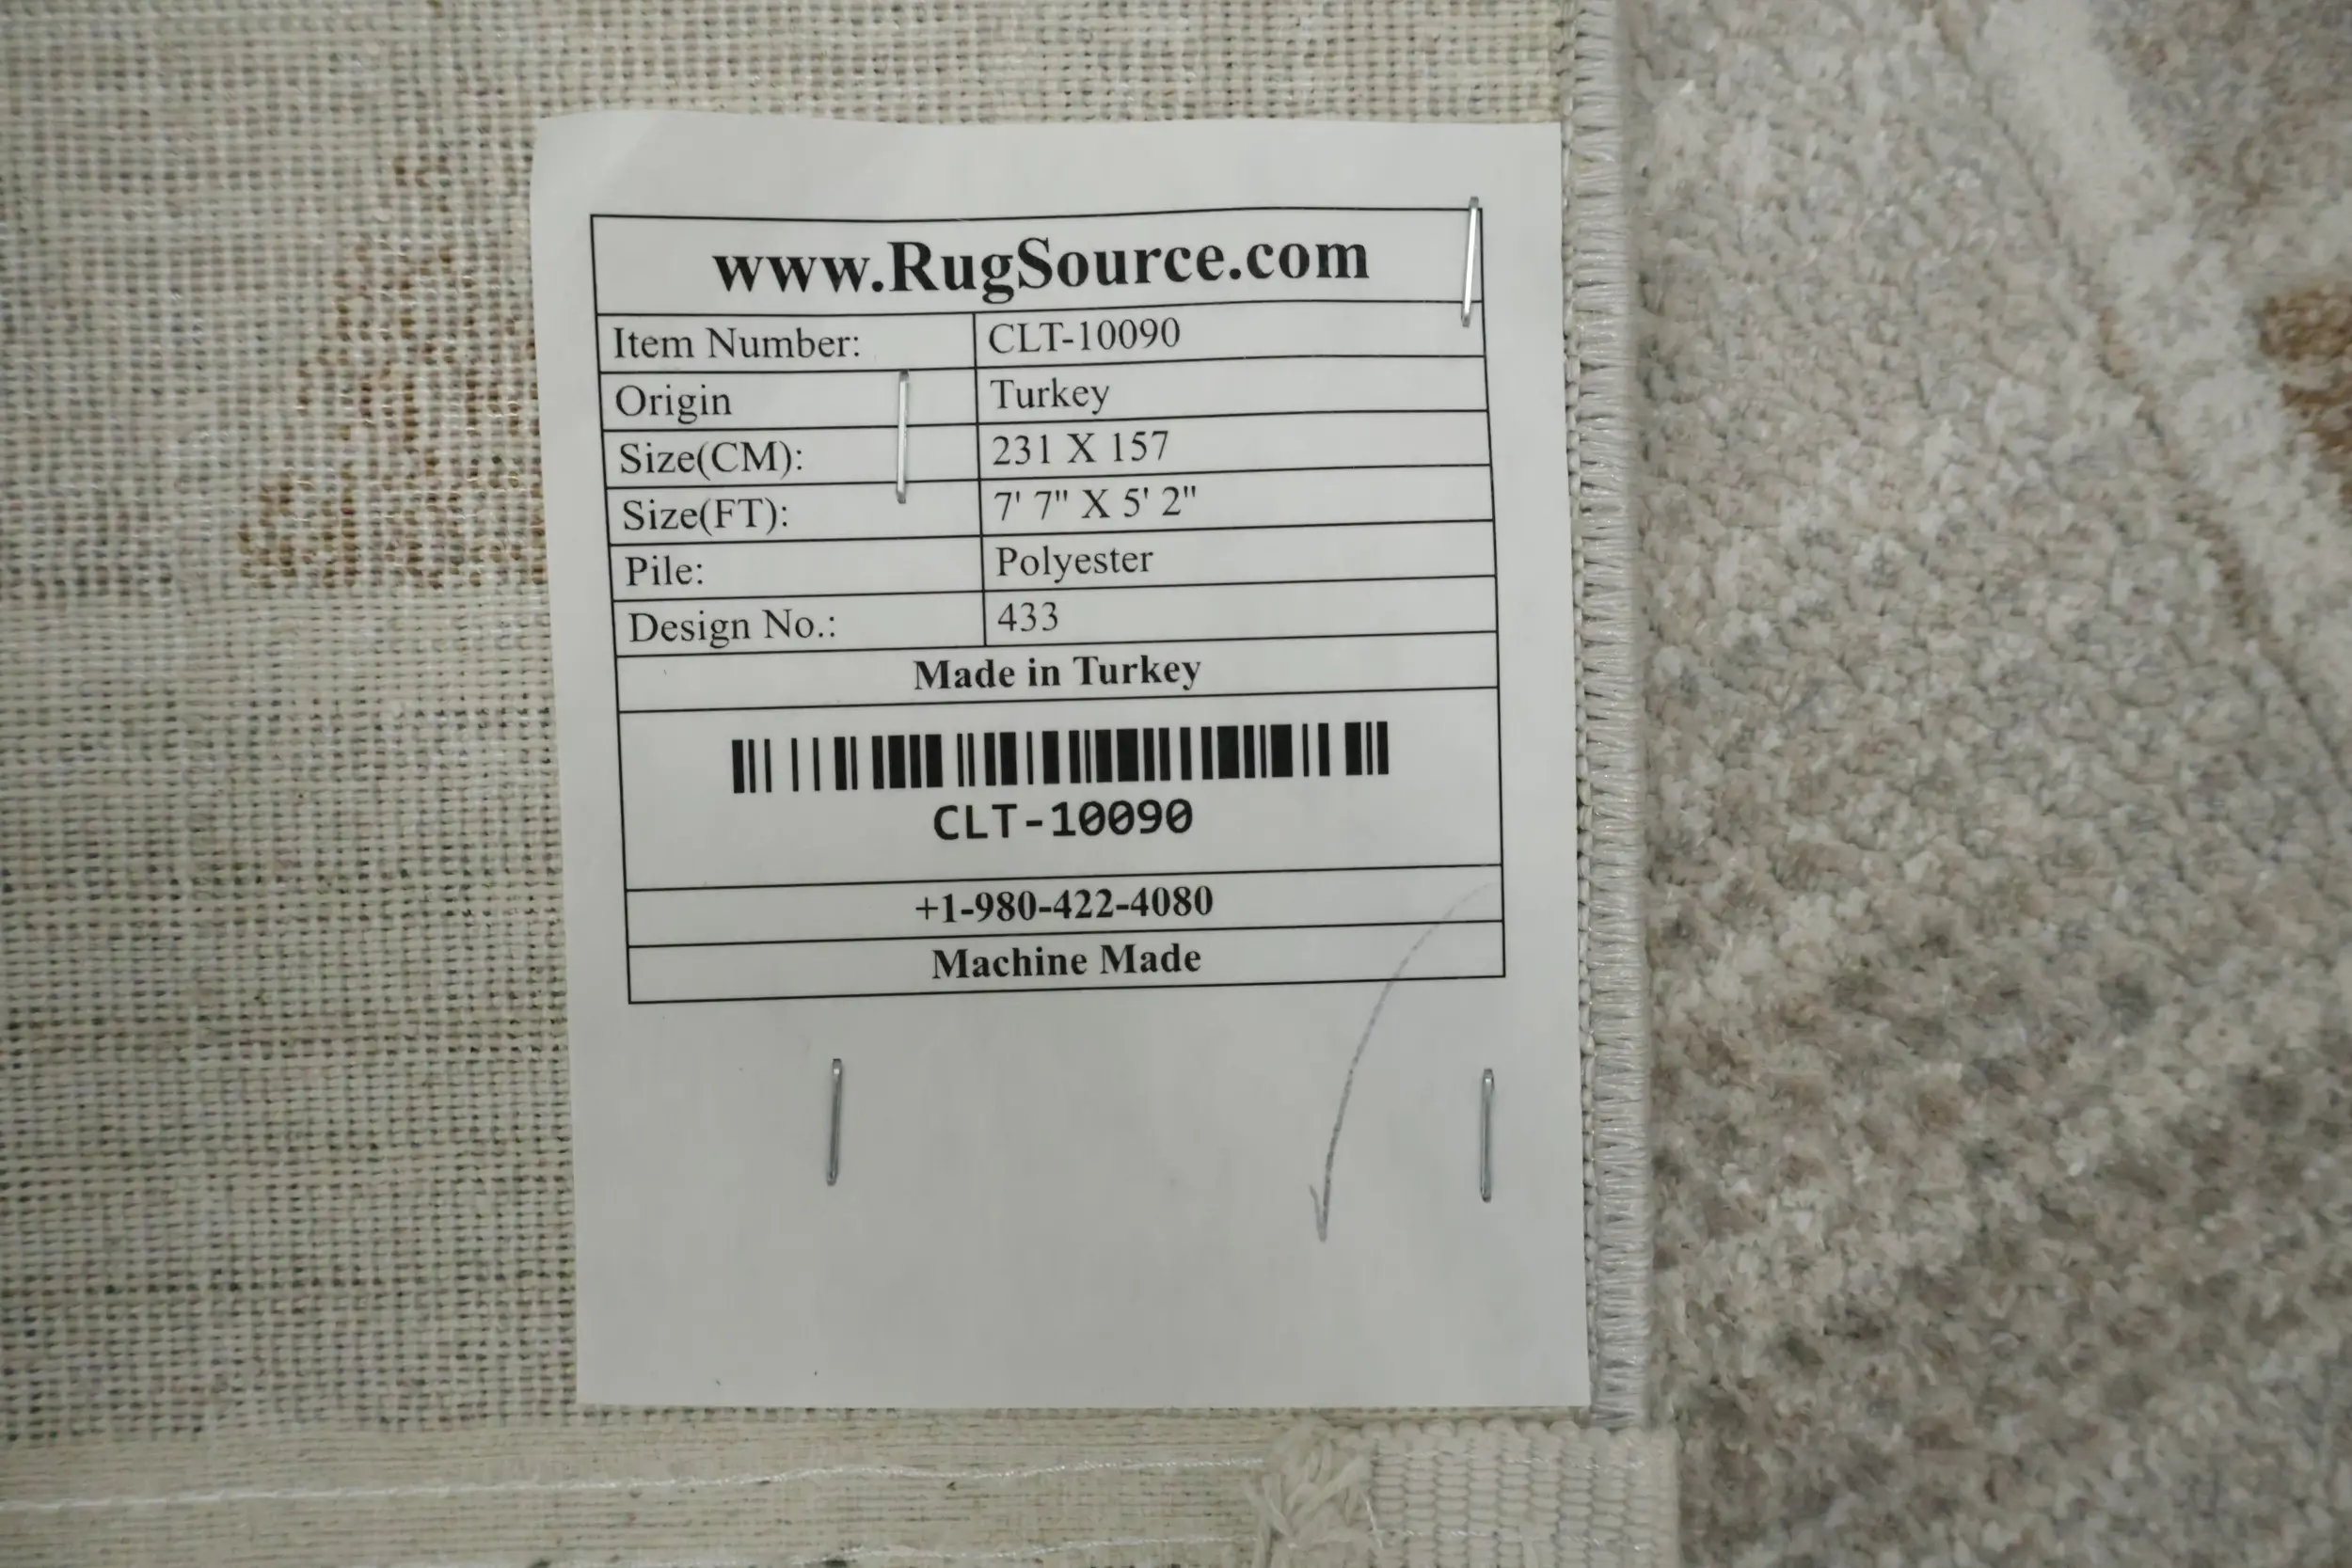 www.RugSource.com
Item Number: CLT-10090
Origin Turkey
Size(CM): 231 X 157
Size(FT): 7' 7" X 5' 2"
Pile: Polyester
Design No.: 433
Made in Turkey
CLT-10090
+1-980-422-4080
Machine Made